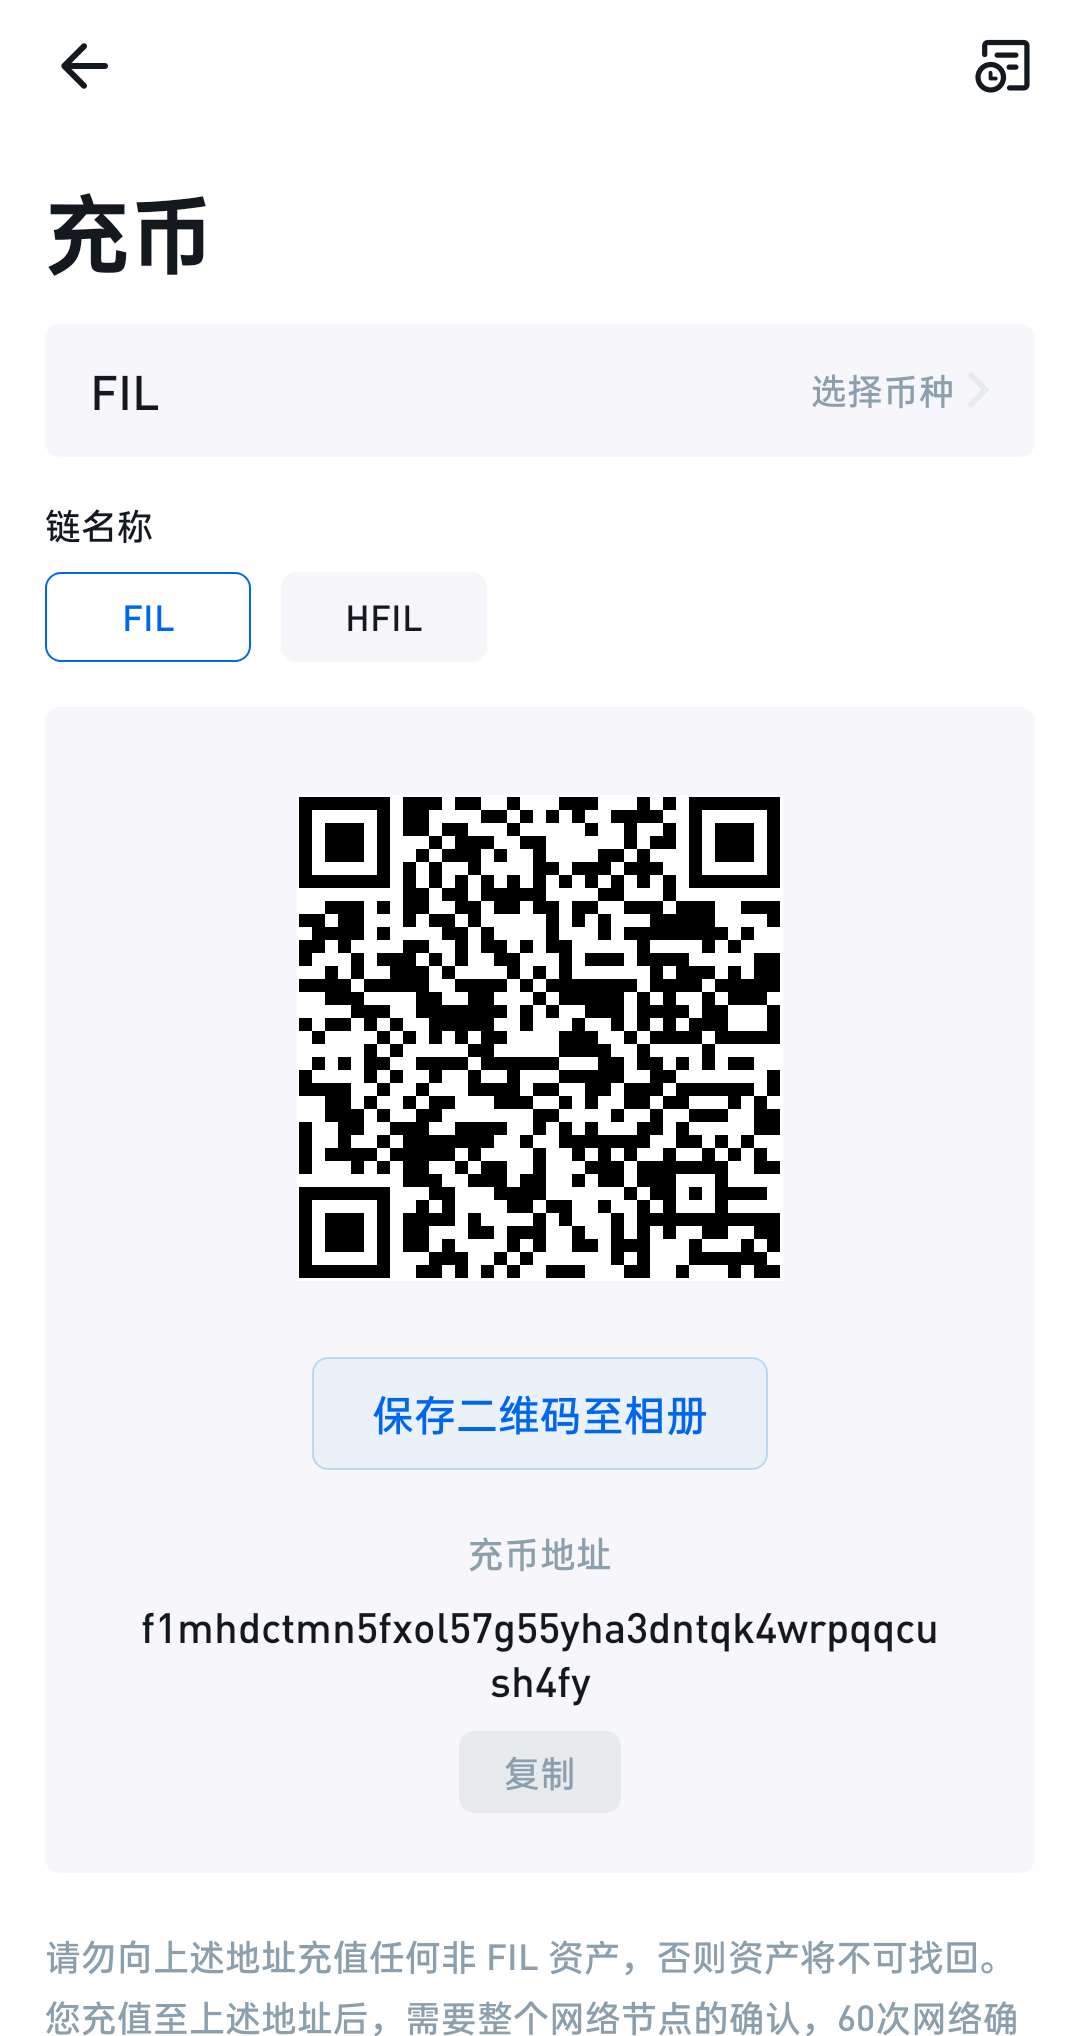 充币
FIL 选择币种
链名称
FIL HFIL
保存二维码至相册
充币地址
f1mhdctmn5fxol57g55yha3dntqk4wrpqqcu
sh4fy
复制
请勿向上述地址充值任何非 FIL 资产，否则资产将不可找回。
您充值至上述地址后，需要整个网络节点的确认，60次网络确